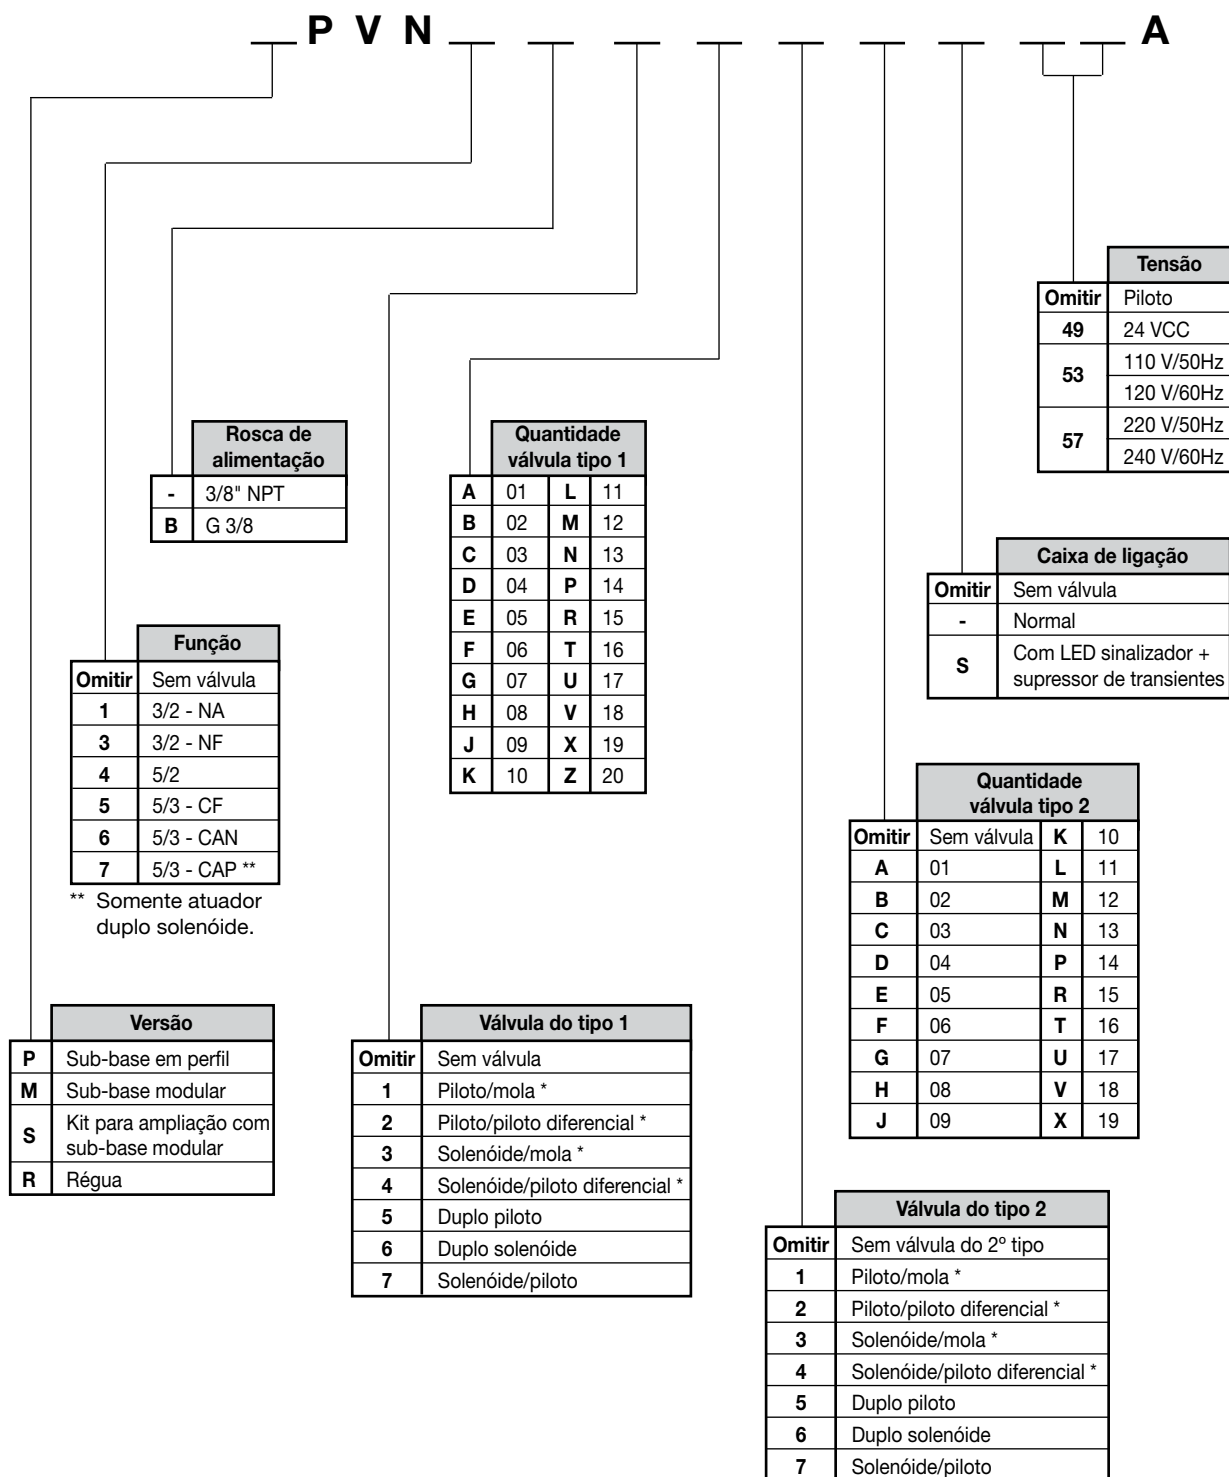 __ P V N __ __ __ __ __ __ __ __ __ A
Tensão
Omitir Piloto
49 24 VCC
53 110 V/50Hz
120 V/60Hz
57 220 V/50Hz
240 V/60Hz
Rosca de
alimentação
- 3/8" NPT
B G 3/8
Quantidade
válvula tipo 1
A 01 L 11
B 02 M 12
C 03 N 13
D 04 P 14
E 05 R 15
F 06 T 16
G 07 U 17
H 08 V 18
J 09 X 19
K 10 Z 20
Caixa de ligação
Omitir Sem válvula
- Normal
S Com LED sinalizador +
supressor de transientes
Função
Omitir Sem válvula
1 3/2 - NA
3 3/2 - NF
4 5/2
5 5/3 - CF
6 5/3 - CAN
7 5/3 - CAP **
** Somente atuador
duplo solenóide.
Quantidade
válvula tipo 2
Omitir Sem válvula K 10
A 01 L 11
B 02 M 12
C 03 N 13
D 04 P 14
E 05 R 15
F 06 T 16
G 07 U 17
H 08 V 18
J 09 X 19
Versão
P Sub-base em perfil
M Sub-base modular
S Kit para ampliação com
sub-base modular
R Régua
Válvula do tipo 1
Omitir Sem válvula
1 Piloto/mola *
2 Piloto/piloto diferencial *
3 Solenóide/mola *
4 Solenóide/piloto diferencial *
5 Duplo piloto
6 Duplo solenóide
7 Solenóide/piloto
Válvula do tipo 2
Omitir Sem válvula do 2º tipo
1 Piloto/mola *
2 Piloto/piloto diferencial *
3 Solenóide/mola *
4 Solenóide/piloto diferencial *
5 Duplo piloto
6 Duplo solenóide
7 Solenóide/piloto